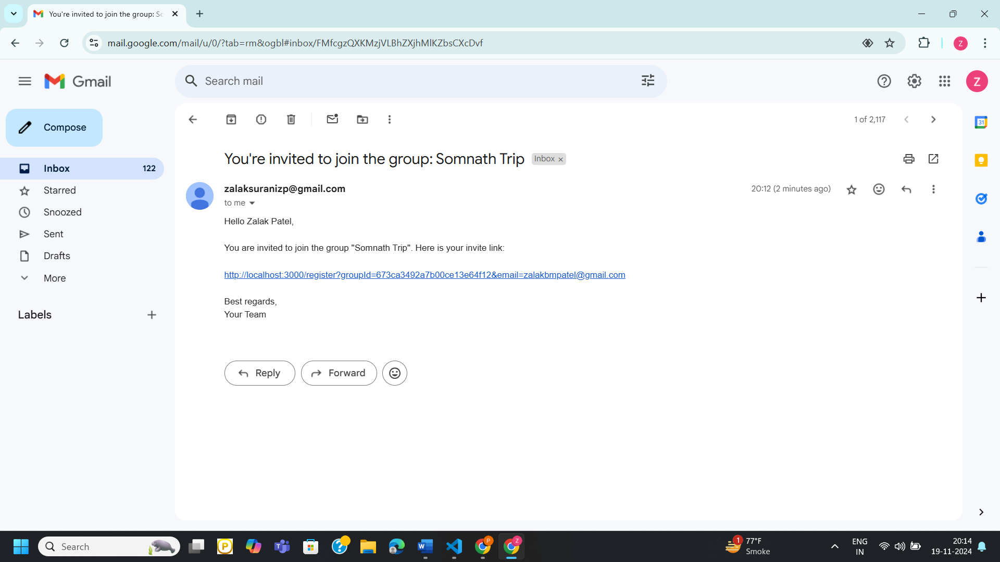 You're invited to join the group: So
mail.google.com/mail/u/0/?tab=rm&ogbl#inbox/FMfcgzQXKMzjVLBhZXjhMlKZbsCXcDvf
Z
Gmail
Search mail
Z
Compose
1 of 2,117
31
You're invited to join the group: Somnath Trip Inbox ×
Inbox 122
Starred
Snoozed
Sent
Drafts
More
Labels
zalaksuranizp@gmail.com
20:12 (2 minutes ago)
to me
Hello Zalak Patel,
You are invited to join the group "Somnath Trip". Here is your invite link:
http://localhost:3000/register?groupId=673ca3492a7b00ce13e64f12&email=zalakbmpatel@gmail.com
Best regards,
Your Team
Reply
Forward
Search
P
T
W
P
Z
1
77°F
Smoke
ENG
IN
20:14
19-11-2024